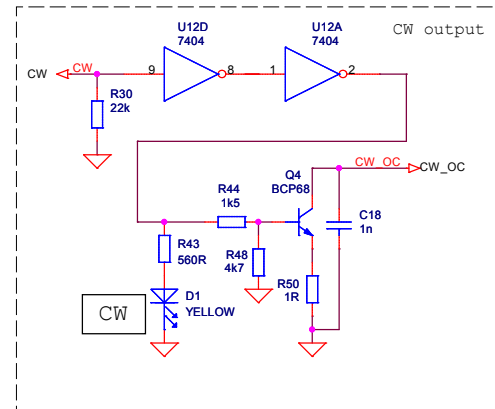 CW output
U12D
7404
U12A
7404
CW
CW
9
8
1
2
R30
22k
Q4
BCP68
CW_OC
CW_OC
R44
1k5
C18
1n
R43
560R
R48
4k7
R50
1R
D1
YELLOW
CW